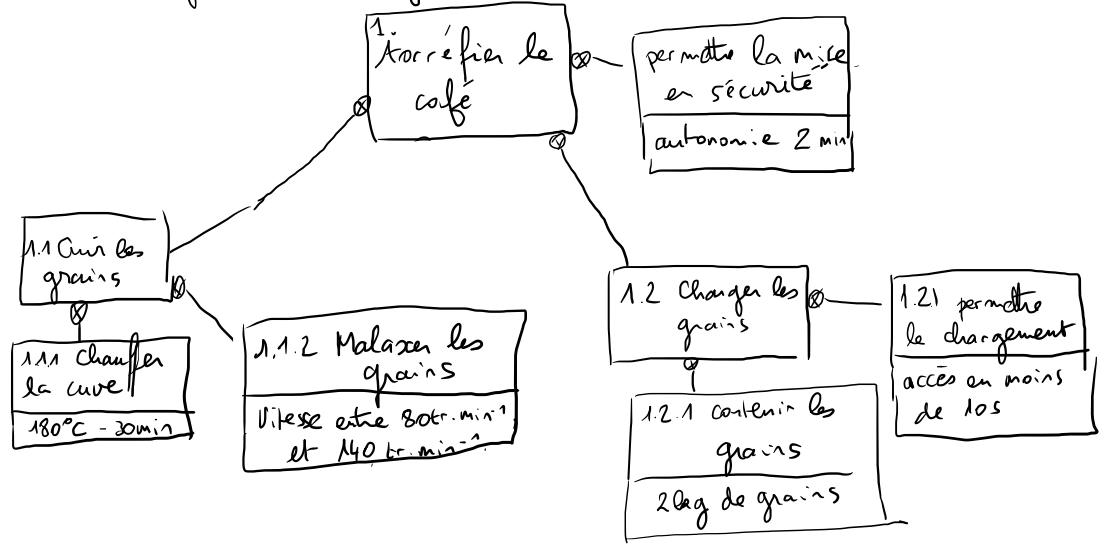 1.
Torréfier le
café
permettre la mise
en sécurité
autonomie 2 min
1.1 Cuir les
grains
1.1.1 Chauffer
la cuve
180°C - 30min
1.1.2 Malaxer les
grains
Vitesse entre 80tr.min⁻¹
et 140 tr.min⁻¹
1.2 Charger les
grains
1.21 permettre
le chargement
accès en moins
de 10s
1.2.1 contenir les
grains
2kg de grains